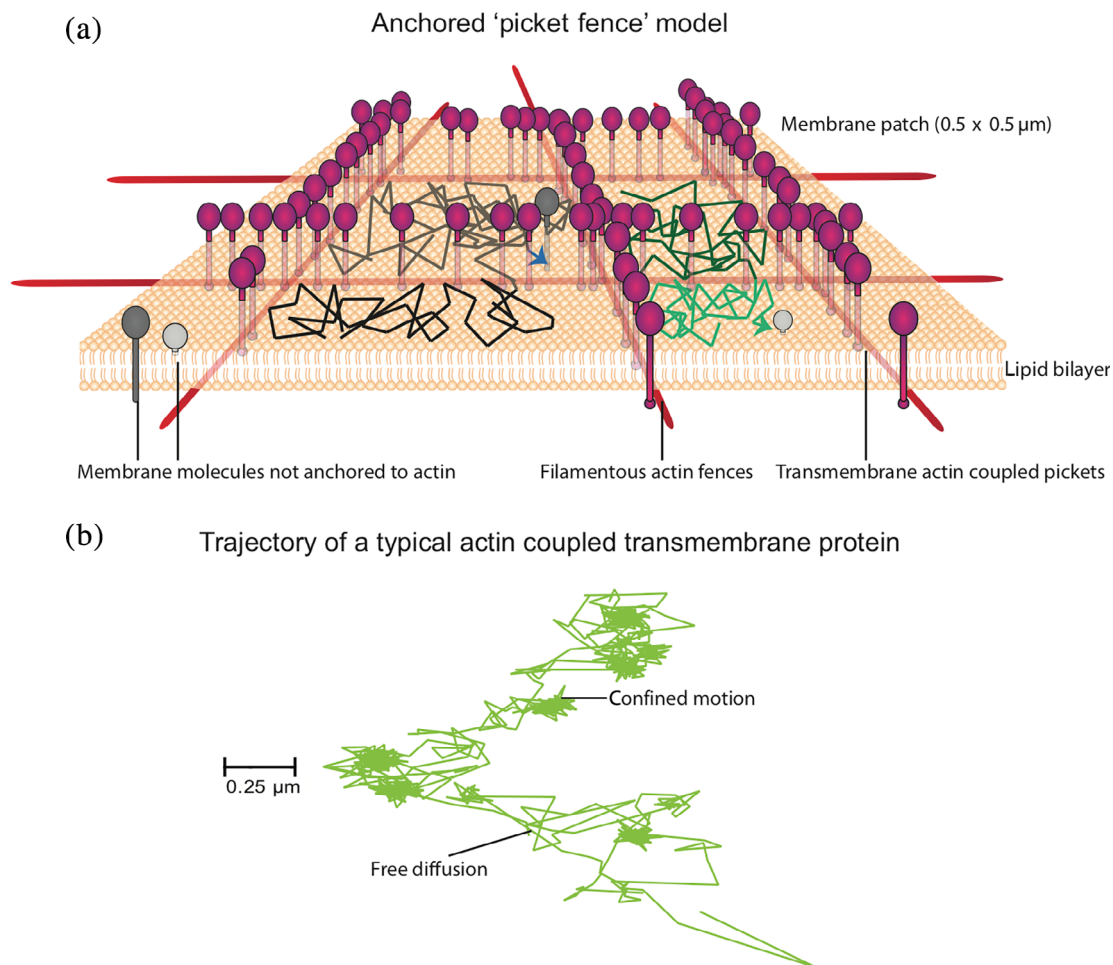 (a)
Anchored ‘picket fence’ model
Membrane patch (0.5 x 0.5 µm)
Lipid bilayer
Membrane molecules not anchored to actin
Filamentous actin fences
Transmembrane actin coupled pickets
(b)
Trajectory of a typical actin coupled transmembrane protein
Confined motion
0.25 µm
Free diffusion